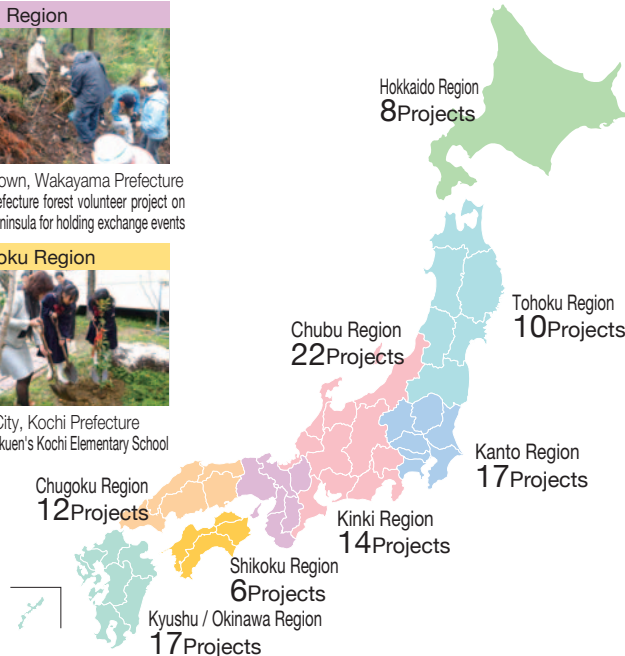 Region
own, Wakayama Prefecture
efecture forest volunteer project on
ninsula for holding exchange events
oku Region
City, Kochi Prefecture
kuen's Kochi Elementary School
Hokkaido Region
8Projects
Tohoku Region
10Projects
Chubu Region
22Projects
Kanto Region
17Projects
Chugoku Region
12Projects
Kinki Region
14Projects
Shikoku Region
6Projects
Kyushu / Okinawa Region
17Projects